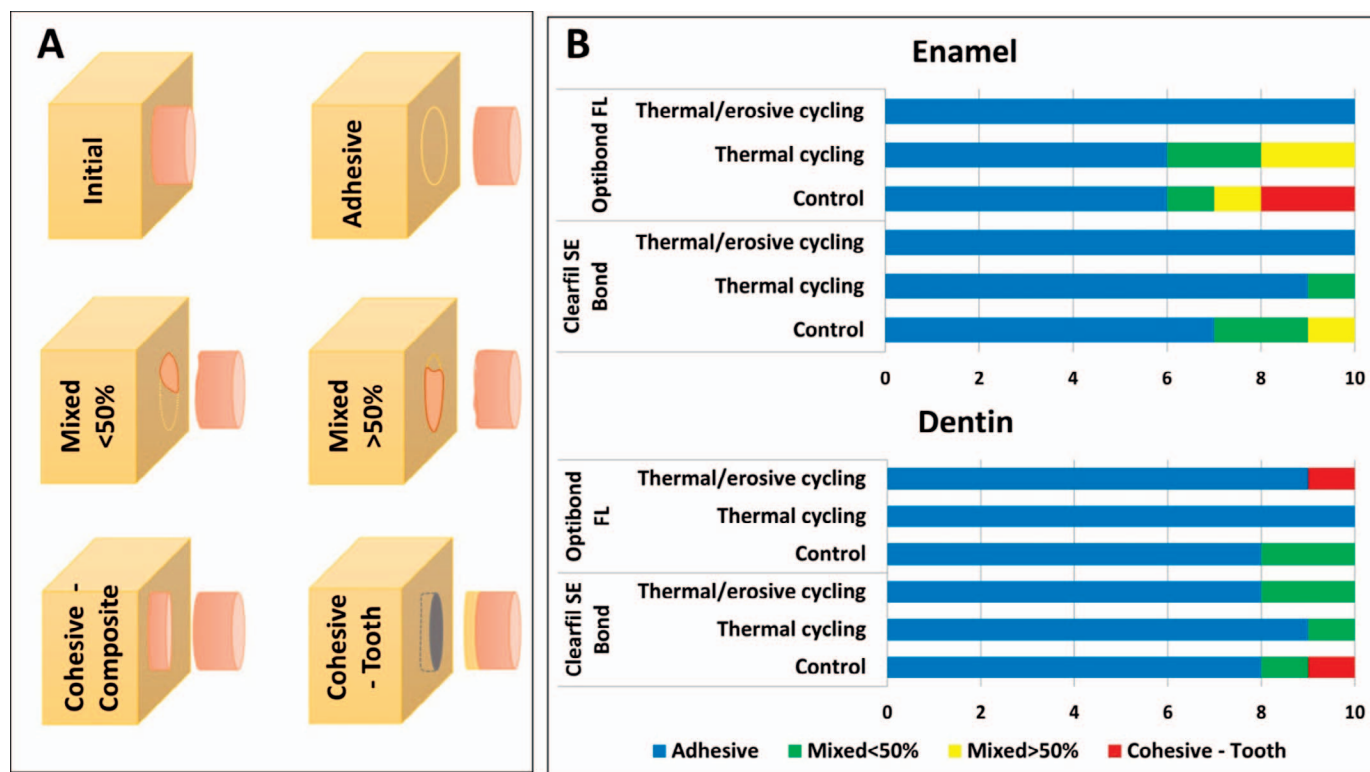 A
Initial
Adhesive
Mixed
<50%
Mixed
>50%
Cohesive -
Composite
Cohesive
- Tooth
B
Enamel
Optibond FL
Thermal/erosive cycling
Thermal cycling
Control
Clearfil SE
Bond
Thermal/erosive cycling
Thermal cycling
Control
0 2 4 6 8 10
Dentin
Optibond
FL
Thermal/erosive cycling
Thermal cycling
Control
Clearfil SE
Bond
Thermal/erosive cycling
Thermal cycling
Control
0 2 4 6 8 10
Adhesive Mixed<50% Mixed>50% Cohesive - Tooth